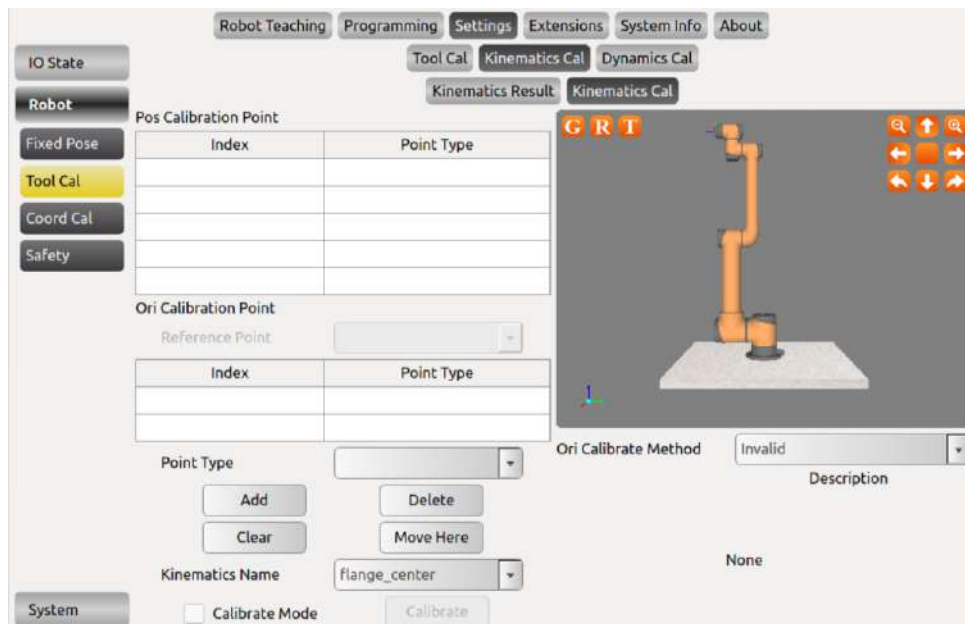 Robot Teaching Programming Settings Extensions System Info About
IO State
Tool Cal Kinematics Cal Dynamics Cal
Kinematics Result Kinematics Cal
Robot
Fixed Pose
Tool Cal
Coord Cal
Safety
System
Pos Calibration Point
Index Point Type
Ori Calibration Point
Reference Point
Index Point Type
Point Type
Add Delete
Clear Move Here
Kinematics Name flange_center
Calibrate Mode Calibrate
G R T
Ori Calibrate Method Invalid
Description
None